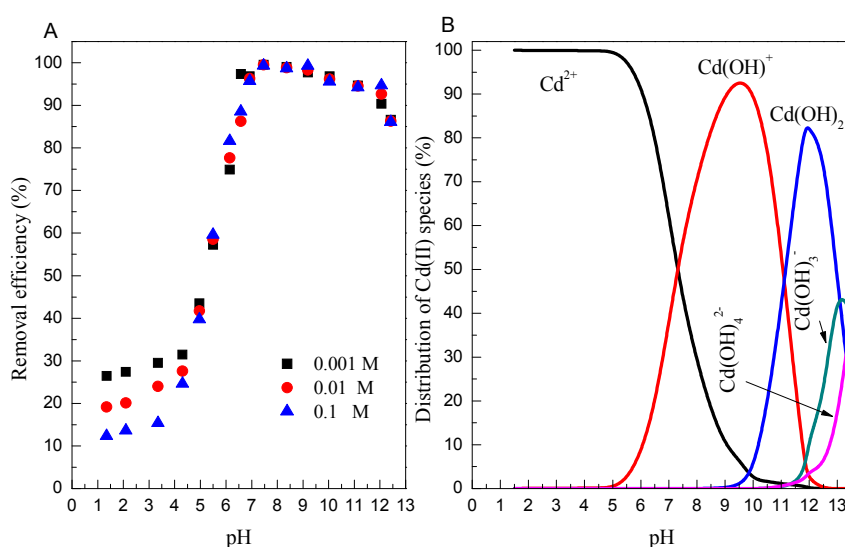 A
Removal efficiency (%)
100
90
80
70
60
50
40
30
20
10
0
0 1 2 3 4 5 6 7 8 9 10 11 12 13
pH
0.001 M
0.01 M
0.1 M
B
Distribution of Cd(II) species (%)
100
90
80
70
60
50
40
30
20
10
0
0 1 2 3 4 5 6 7 8 9 10 11 12 13
pH
Cd²⁺
Cd(OH)⁺
Cd(OH)₂
Cd(OH)₃⁻
Cd(OH)₄²⁻